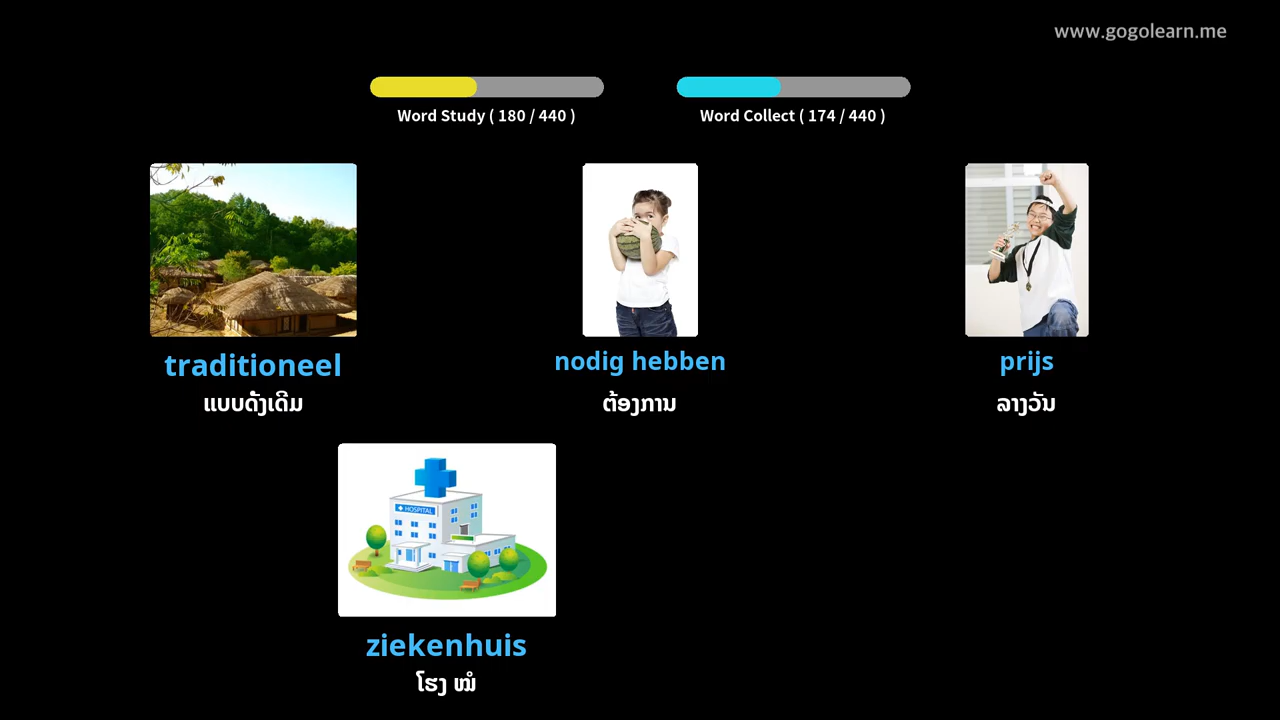 www.gogolearn.me
Word Study ( 180 / 440 )
Word Collect ( 174 / 440 )
traditioneel
nodig hebben
prijs
ແບບດັ້ງເດີມ
ຕ້ອງການ
ລາງວັນ
HOSPITAL
ziekenhuis
ໂຮງ ໝໍ